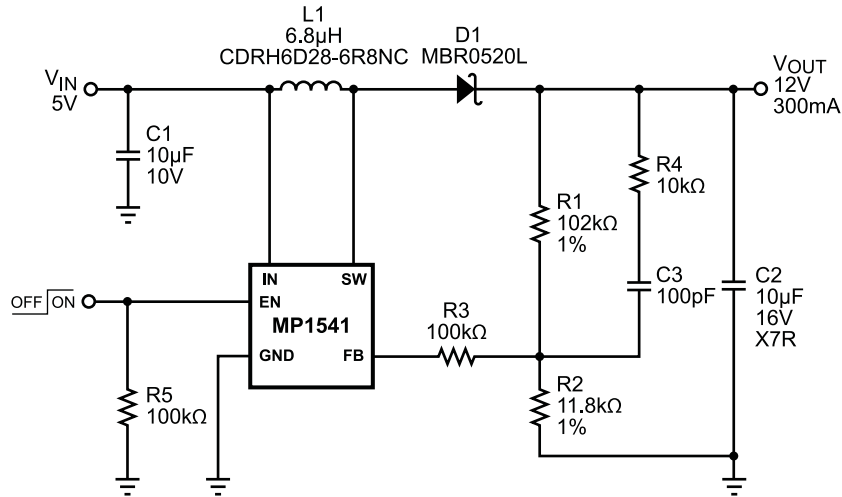 L1
6.8µH
CDRH6D28-6R8NC
D1
MBR0520L
VIN
5V
VOUT
12V
300mA
C1
10µF
10V
R4
10kΩ
R1
102kΩ
1%
C3
100pF
C2
10µF
16V
X7R
IN
SW
OFF ON
EN
MP1541
GND
FB
R3
100kΩ
R2
11.8kΩ
1%
R5
100kΩ